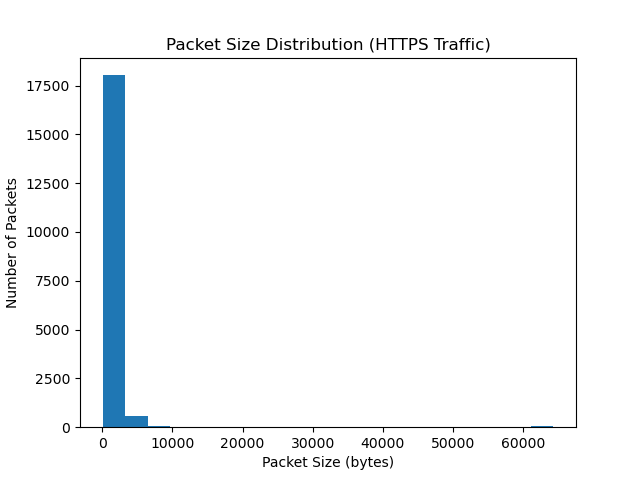 Packet Size Distribution (HTTPS Traffic)
17500
15000
12500
10000
7500
5000
2500
0
Number of Packets
0 10000 20000 30000 40000 50000 60000
Packet Size (bytes)